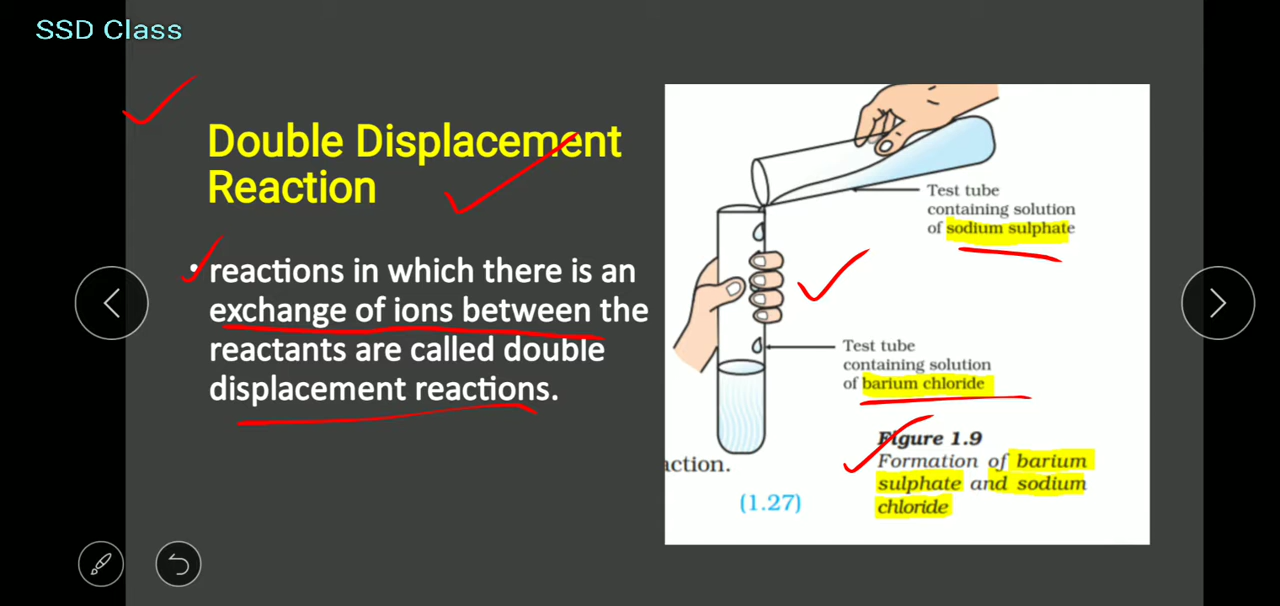 SSD Class
Double Displacement
Reaction
• reactions in which there is an
exchange of ions between the
reactants are called double
displacement reactions.
Test tube
containing solution
of sodium sulphate
Test tube
containing solution
of barium chloride
Figure 1.9
Formation of barium
sulphate and sodium
chloride
action.
(1.27)